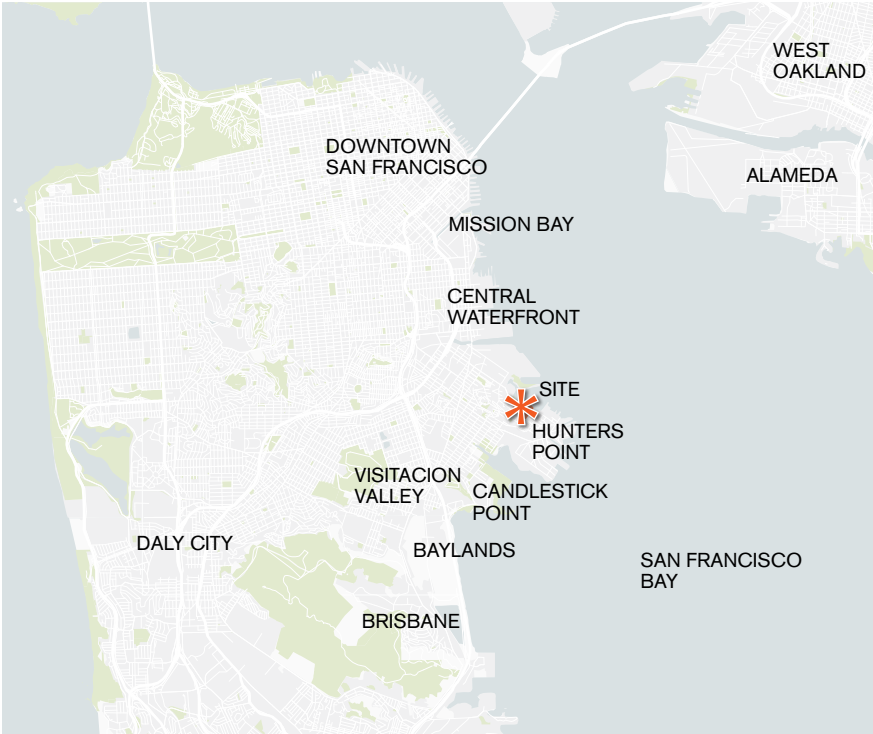 WEST
OAKLAND
DOWNTOWN
SAN FRANCISCO
ALAMEDA
MISSION BAY
CENTRAL
WATERFRONT
SITE
HUNTERS
POINT
VISITACION
VALLEY
CANDLESTICK
POINT
DALY CITY
BAYLANDS
SAN FRANCISCO
BAY
BRISBANE